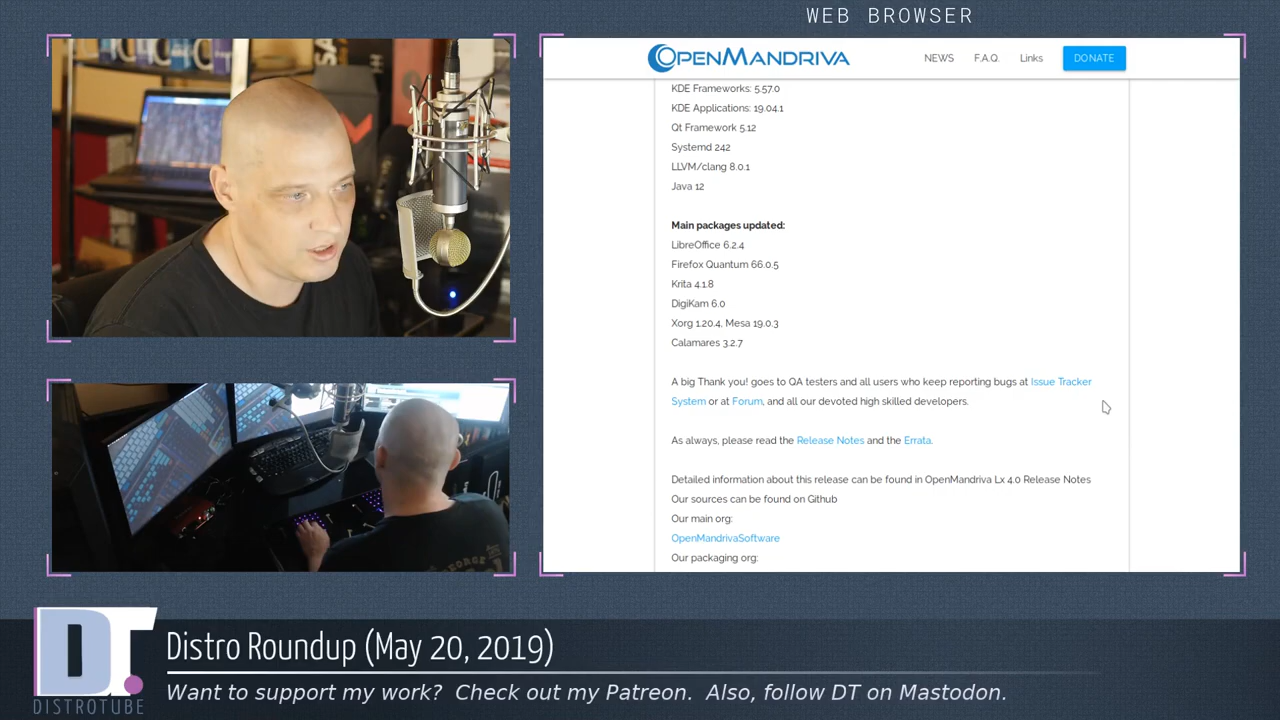 WEB BROWSER
OPENMANDRIVA
NEWS F.A.Q. Links DONATE
KDE Frameworks: 5.57.0
KDE Applications: 19.04.1
Qt Framework 5.12
Systemd 242
LLVM/clang 8.0.1
Java 12
Main packages updated:
LibreOffice 6.2.4
Firefox Quantum 66.0.5
Krita 4.1.8
DigiKam 6.0
Xorg 1.20.4, Mesa 19.0.3
Calamares 3.2.7
A big Thank you! goes to QA testers and all users who keep reporting bugs at Issue Tracker
System or at Forum, and all our devoted high skilled developers.
As always, please read the Release Notes and the Errata.
Detailed information about this release can be found in OpenMandriva Lx 4.0 Release Notes
Our sources can be found on Github
Our main org:
OpenMandrivaSoftware
Our packaging org:
DT
DISTROTUBE
Distro Roundup (May 20, 2019)
Want to support my work? Check out my Patreon. Also, follow DT on Mastodon.